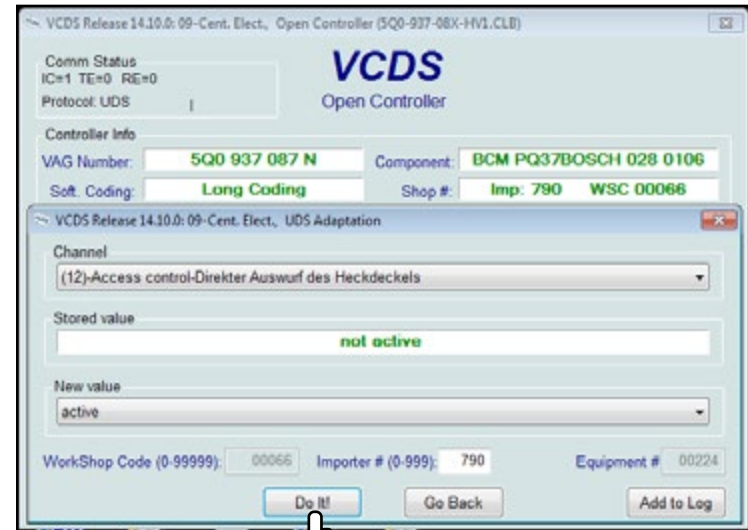 VCDS Release 14.10.0: 09-Cent. Elect., Open Controller (5Q0-937-08X-HV1.CLB)
Comm Status
IC=1 TE=0 RE=0
Protocol: UDS |
VCDS
Open Controller
Controller Info
VAG Number: 5Q0 937 087 N Component: BCM PQ37BOSCH 028 0106
Soft. Coding: Long Coding Shop #: Imp: 790 WSC 00066
VCDS Release 14.10.0: 09-Cent. Elect., UDS Adaptation
Channel
(12)-Access control-Direkter Auswurf des Heckdeckels
Stored value
not active
New value
active
WorkShop Code (0-99999): 00066 Importer # (0-999): 790 Equipment # 00224
Do It! Go Back Add to Log